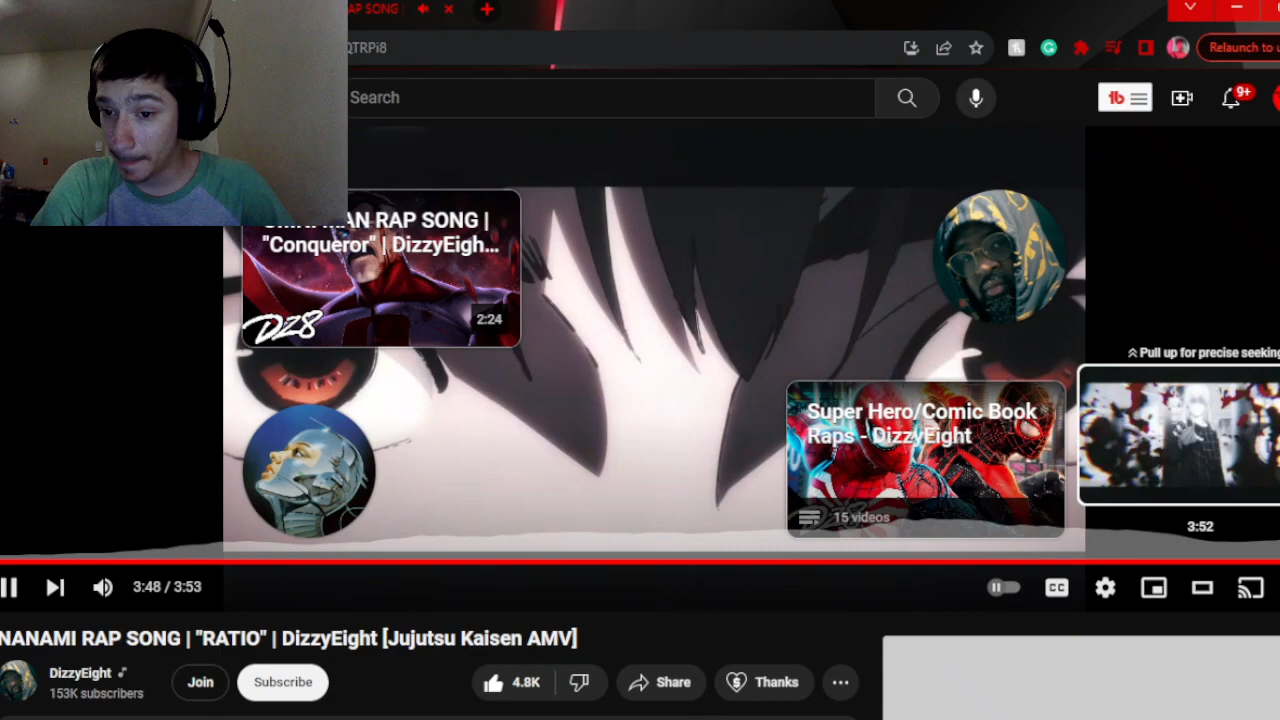 AP SONG |
QTRPi8
Relaunch to u
Search
9+
MAN RAP SONG |
"Conqueror" | DizzyEigh...
DZ8
2:24
Pull up for precise seeking
Super Hero/Comic Book
Raps - DizzyEight
15 videos
3:52
3:48 / 3:53
CC
NANAMI RAP SONG | "RATIO" | DizzyEight [Jujutsu Kaisen AMV]
DizzyEight
153K subscribers
Join
Subscribe
4.8K
Share
Thanks